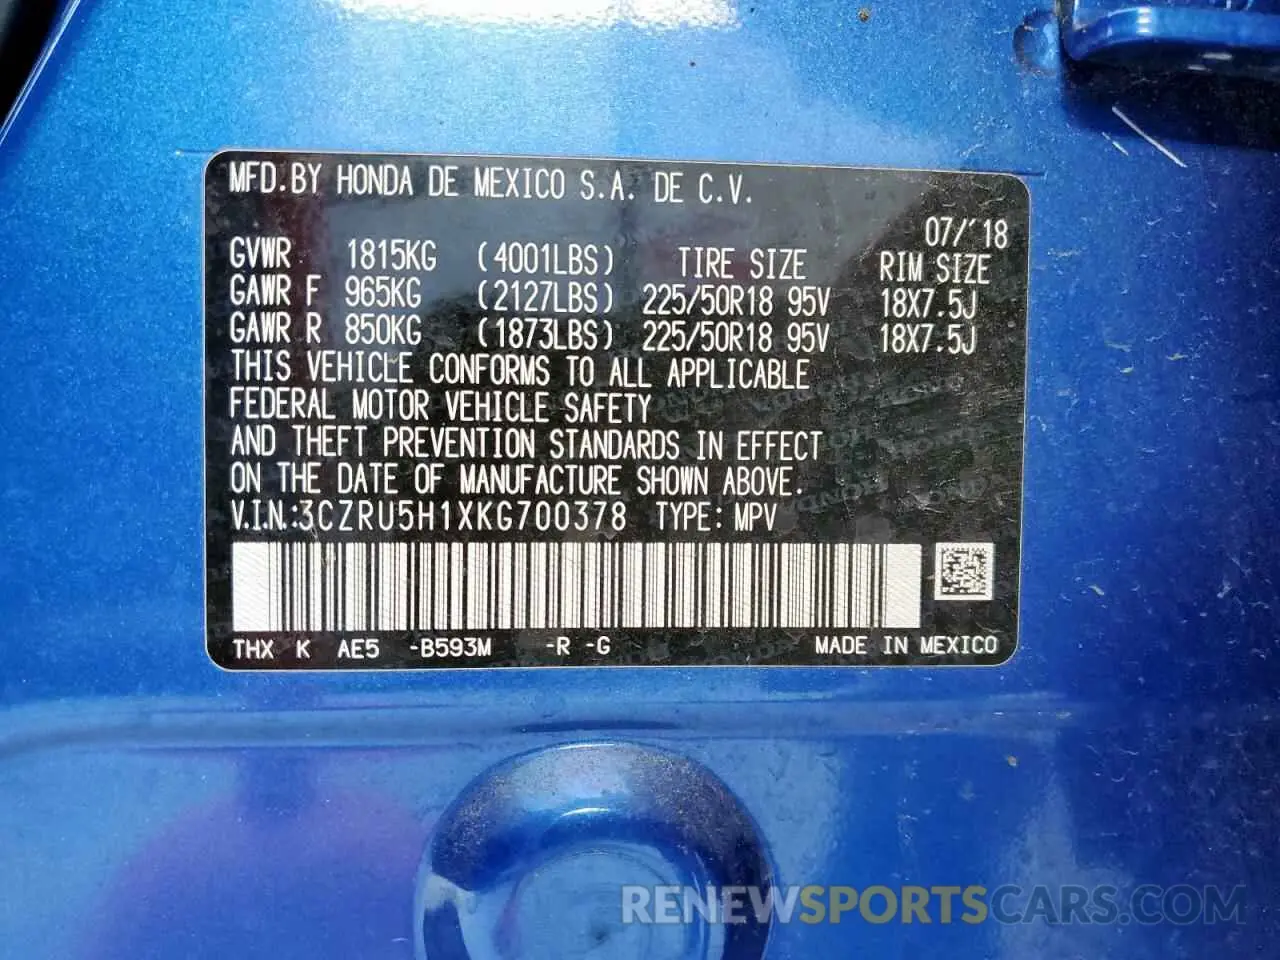 MFD.BY HONDA DE MEXICO S.A. DE C.V.
07/'18
GVWR 1815KG (4001LBS) TIRE SIZE RIM SIZE
GAWR F 965KG (2127LBS) 225/50R18 95V 18X7.5J
GAWR R 850KG (1873LBS) 225/50R18 95V 18X7.5J
THIS VEHICLE CONFORMS TO ALL APPLICABLE
FEDERAL MOTOR VEHICLE SAFETY
AND THEFT PREVENTION STANDARDS IN EFFECT
ON THE DATE OF MANUFACTURE SHOWN ABOVE.
V.I.N.:3CZRU5H1XKG700378 TYPE: MPV
THX K AE5 -B593M -R -G MADE IN MEXICO
RENEWSPORTSCARS.COM